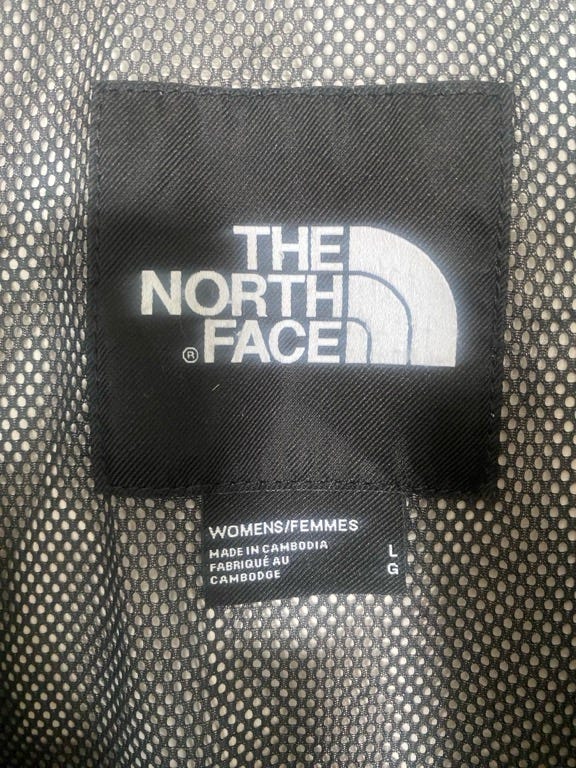 THE
NORTH
® FACE
WOMENS/FEMMES
MADE IN CAMBODIA
FABRIQUÉ AU
CAMBODGE
L
G